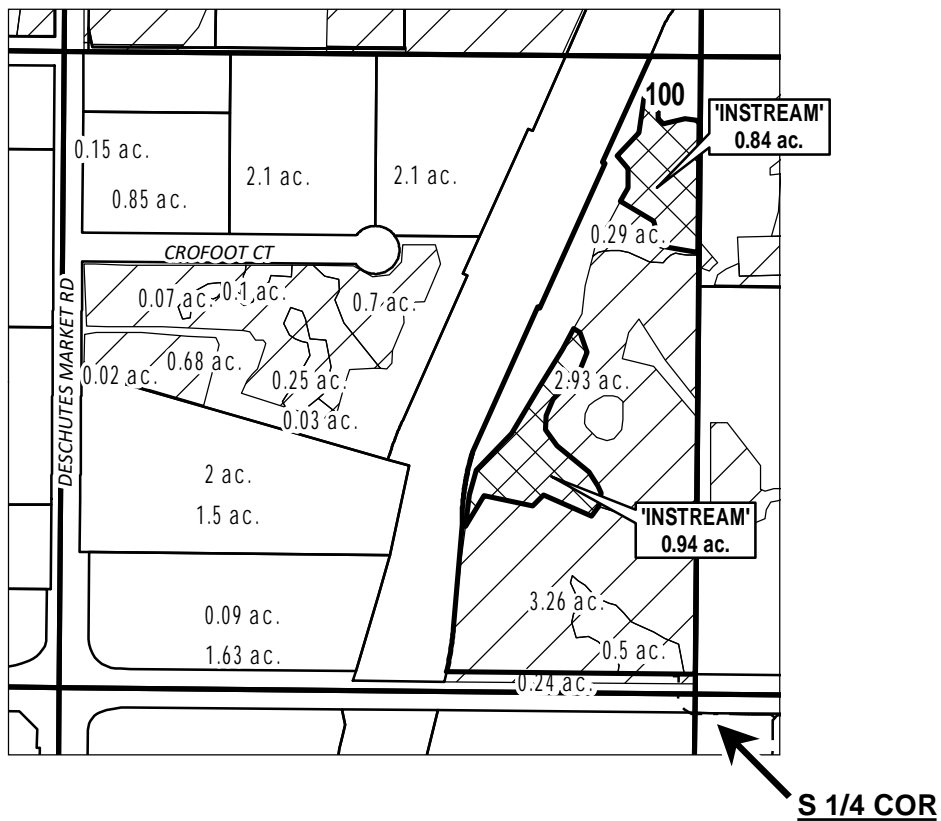 100
'INSTREAM'
0.84 ac.
0.15 ac.
0.85 ac.
2.1 ac.
2.1 ac.
0.29 ac.
CROFOOT CT
0.07 ac.
0.1 ac.
0.7 ac.
DESCHUTES MARKET RD
0.02 ac.
0.68 ac.
0.25 ac.
0.03 ac.
2.93 ac.
2 ac.
1.5 ac.
'INSTREAM'
0.94 ac.
0.09 ac.
1.63 ac.
3.26 ac.
0.5 ac.
0.24 ac.
S 1/4 COR